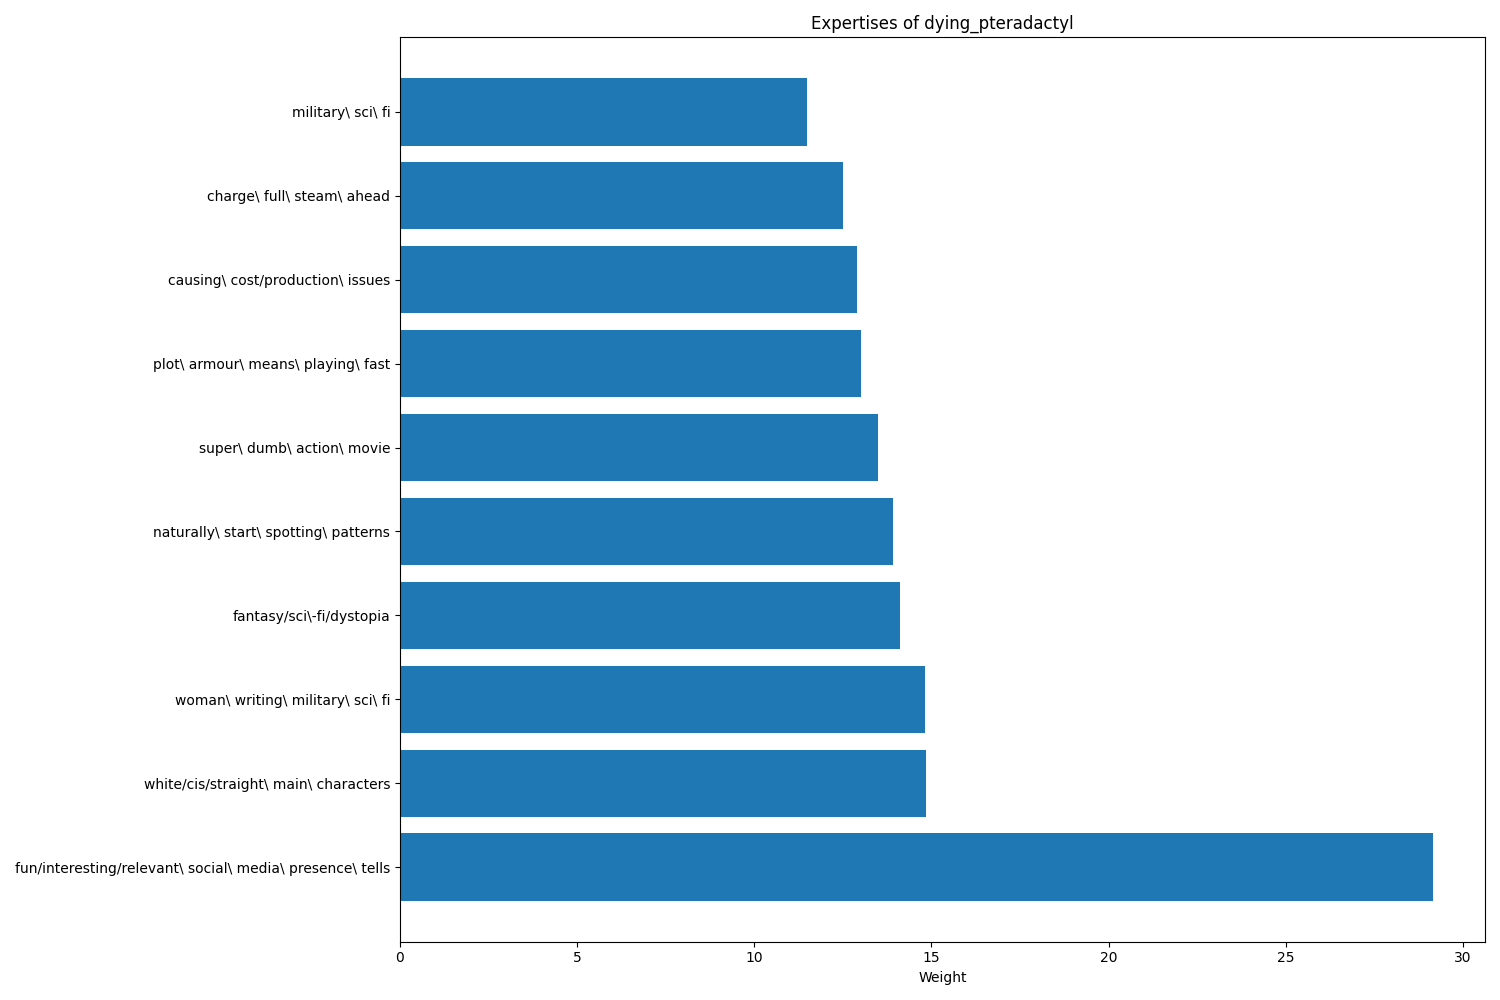 Expertises of dying_pteradactyl
military\ sci\ fi
charge\ full\ steam\ ahead
causing\ cost/production\ issues
plot\ armour\ means\ playing\ fast
super\ dumb\ action\ movie
naturally\ start\ spotting\ patterns
fantasy/sci\-fi/dystopia
woman\ writing\ military\ sci\ fi
white/cis/straight\ main\ characters
fun/interesting/relevant\ social\ media\ presence\ tells
0 5 10 15 20 25 30
Weight